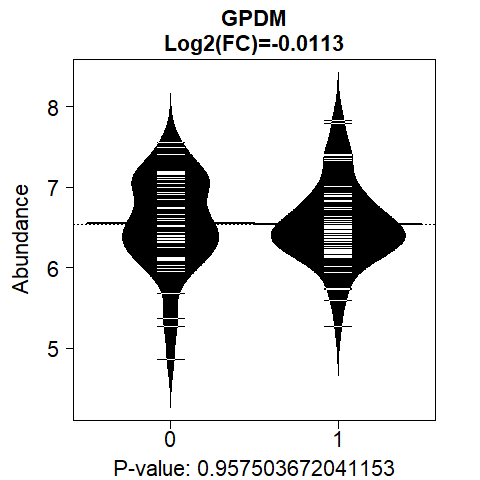 GPDM
Log2(FC)=-0.0113
Abundance
8
7
6
5
0 1
P-value: 0.957503672041153